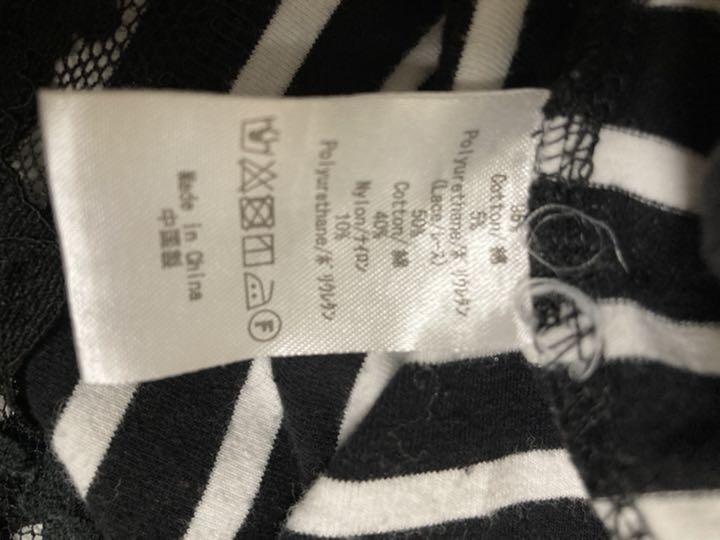 Cotton/ 綿
5%
Polyurethane/ポリウレタン
(Lace/レース)
50%
Cotton/ 綿
40%
Nylon/ナイロン
10%
Polyurethane/ポリウレタン
F
Made in China
中国製